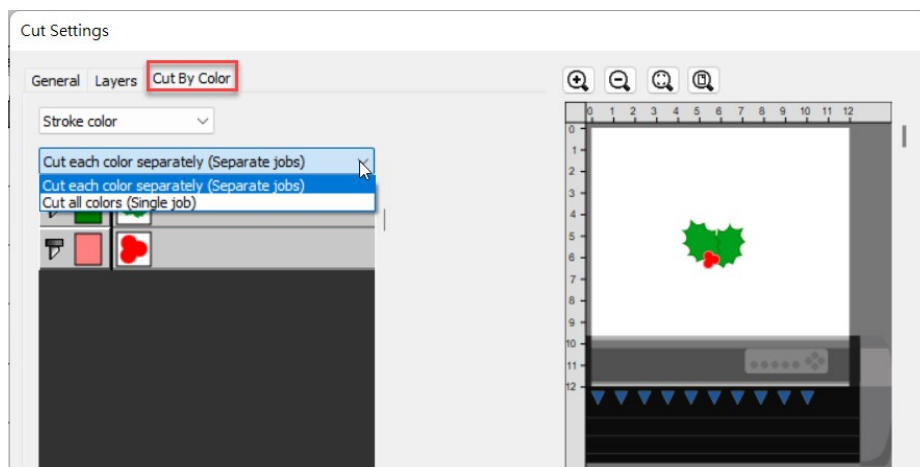 Cut Settings
General Layers Cut By Color
Stroke color
Cut each color separately (Separate jobs)
Cut each color separately (Separate jobs)
Cut all colors (Single job)
0 1 2 3 4 5 6 7 8 9 10 11 12
0
1
2
3
4
5
6
7
8
9
10
11
12